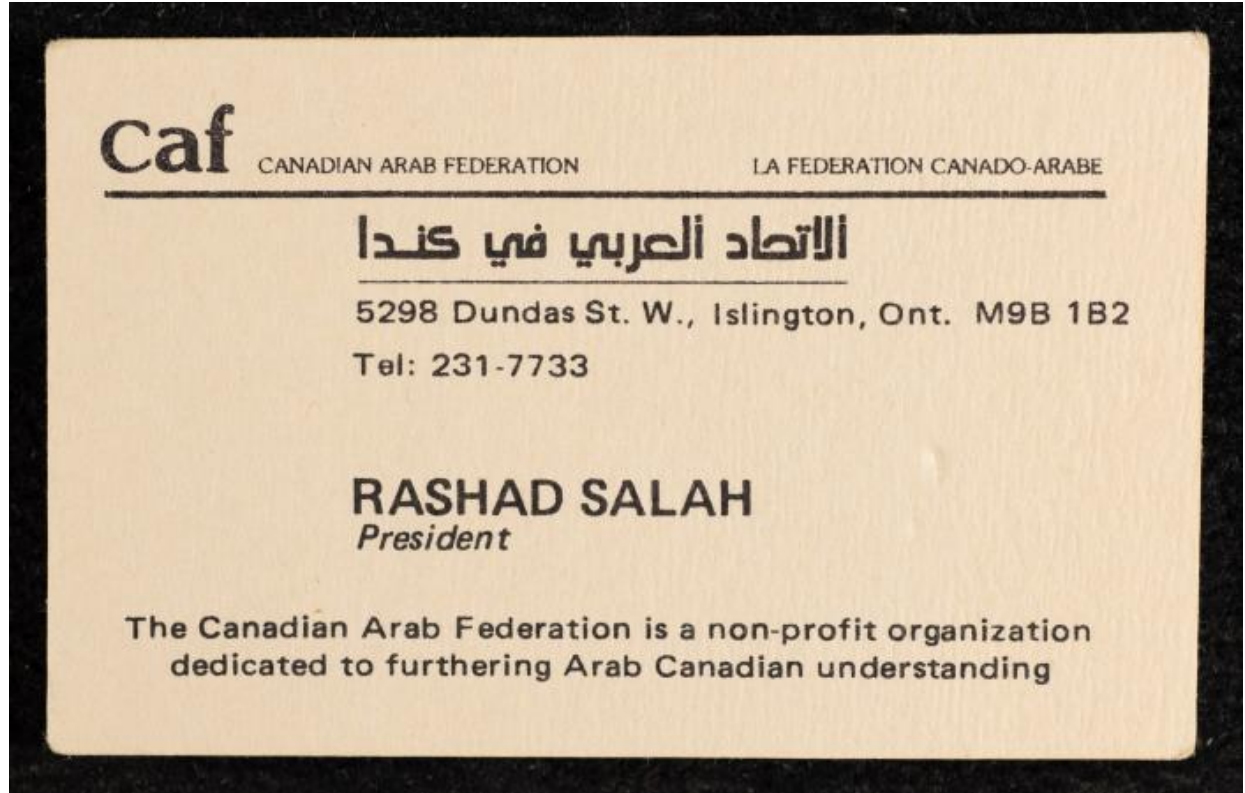 Caf CANADIAN ARAB FEDERATION LA FEDERATION CANADO-ARABE
الاتحاد العربي في كندا
5298 Dundas St. W., Islington, Ont. M9B 1B2
Tel: 231-7733
RASHAD SALAH
President
The Canadian Arab Federation is a non-profit organization
dedicated to furthering Arab Canadian understanding